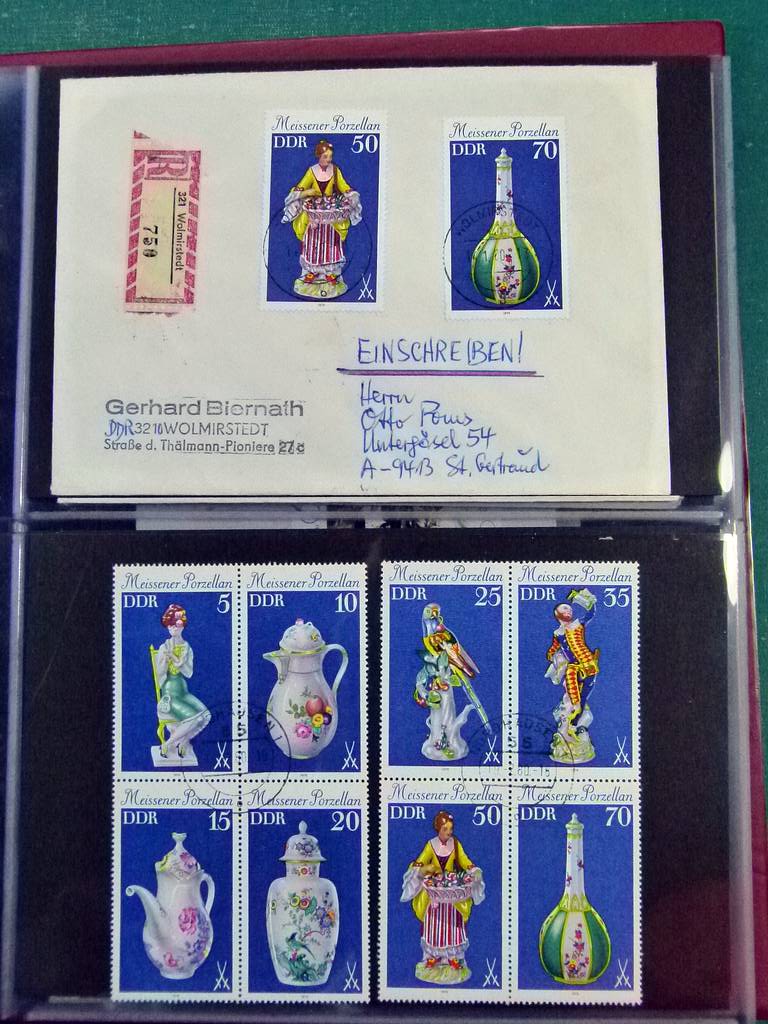 Meissener Porzellan
DDR 50
Meissener Porzellan
DDR 70
R
321 Wolmirstedt
750
WOLMIRSTEDT
EINSCHREIBEN!
Herrn
Otto
Untergösel 54
A-9413 St. Gertraud
Gerhard Biernath
DDR 3210 WOLMIRSTEDT
Straße d. Thälmann-Pioniere 27c
Meissener Porzellan
DDR 5
Meissener Porzellan
DDR 10
Meissener Porzellan
DDR 25
Meissener Porzellan
DDR 35
Meissener Porzellan
DDR 15
Meissener Porzellan
DDR 20
Meissener Porzellan
DDR 50
Meissener Porzellan
DDR 70